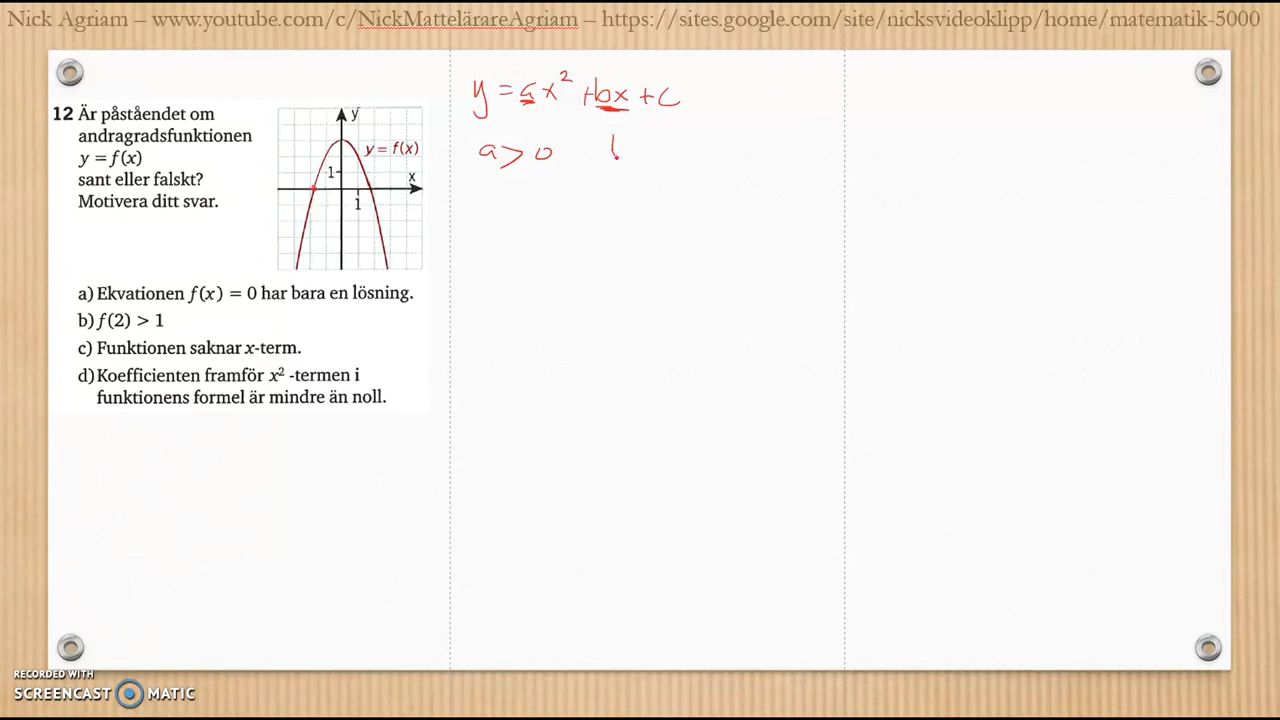 Nick Agriam – www.youtube.com/c/NickMattelärareAgriam – https://sites.google.com/site/nicksvideoklipp/home/matematik-5000
12 Är påståendet om
andragradsfunktionen
y = f(x)
sant eller falskt?
Motivera ditt svar.
y
y = f(x)
1
x
1
a) Ekvationen f(x) = 0 har bara en lösning.
b) f(2) > 1
c) Funktionen saknar x-term.
d) Koefficienten framför x² -termen i
funktionens formel är mindre än noll.
y = ax² + bx + c
a > 0
RECORDED WITH
SCREENCAST MATIC